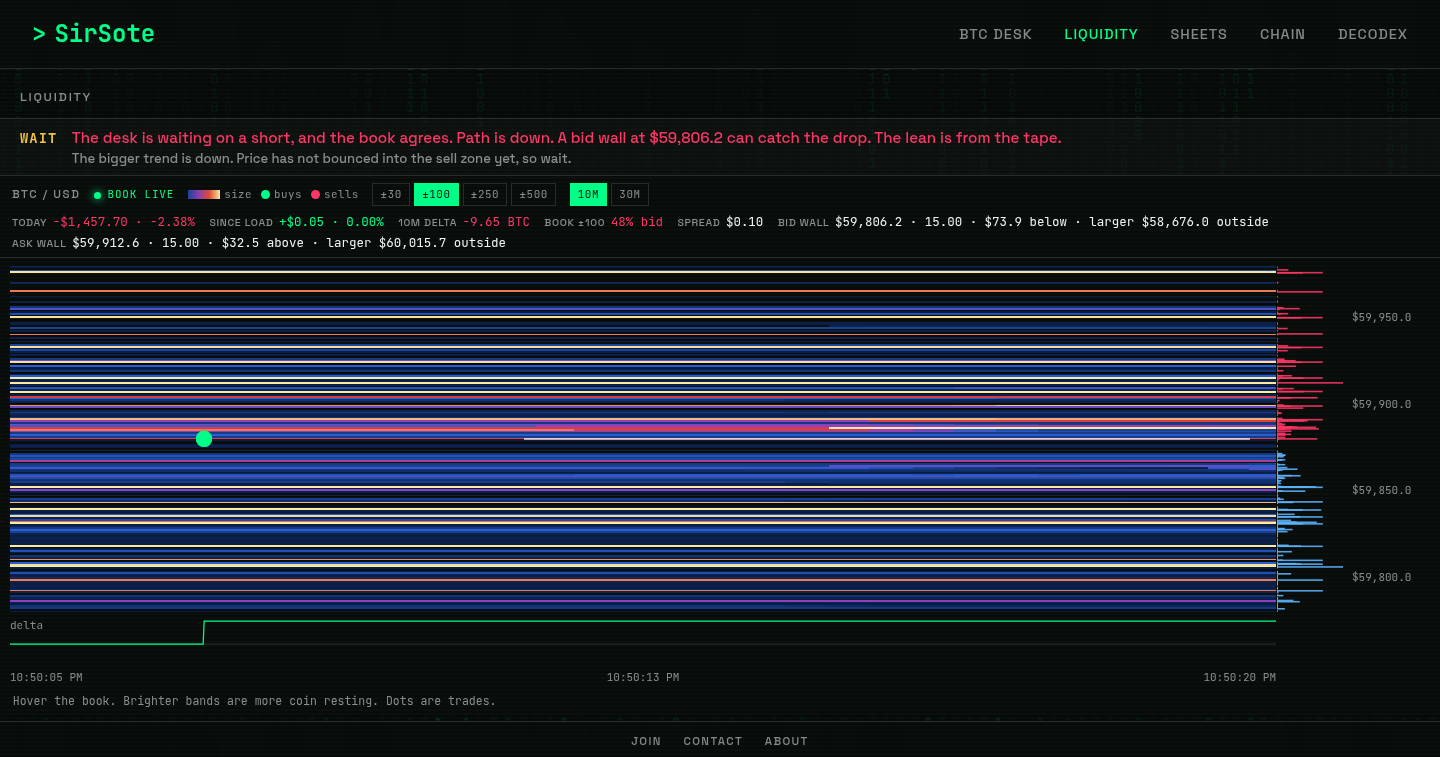 > SirSote
BTC DESK LIQUIDITY SHEETS CHAIN DECODEX
LIQUIDITY
WAIT The desk is waiting on a short, and the book agrees. Path is down. A bid wall at $59,806.2 can catch the drop. The lean is from the tape.
The bigger trend is down. Price has not bounced into the sell zone yet, so wait.
BTC / USD BOOK LIVE size buys sells ±30 ±100 ±250 ±500 10M 30M
TODAY -$1,457.70 · -2.38% SINCE LOAD +$0.05 · 0.00% 10M DELTA -9.65 BTC BOOK ±100 48% bid SPREAD $0.10 BID WALL $59,806.2 · 15.00 · $73.9 below · larger $58,676.0 outside
ASK WALL $59,912.6 · 15.00 · $32.5 above · larger $60,015.7 outside
$59,950.0
$59,900.0
$59,850.0
$59,800.0
delta
10:50:05 PM 10:50:13 PM 10:50:20 PM
Hover the book. Brighter bands are more coin resting. Dots are trades.
JOIN CONTACT ABOUT